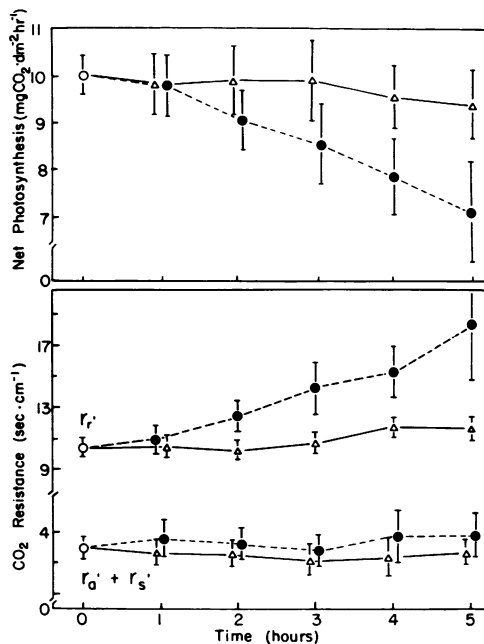 Net Photosynthesis (mgCO₂·dm⁻²hr⁻¹)
11
10
9
8
7
0
CO₂ Resistance (sec·cm⁻¹)
17
13
9
4
2
0
rᵣ'
rₐ' + rₛ'
0 1 2 3 4 5
Time (hours)